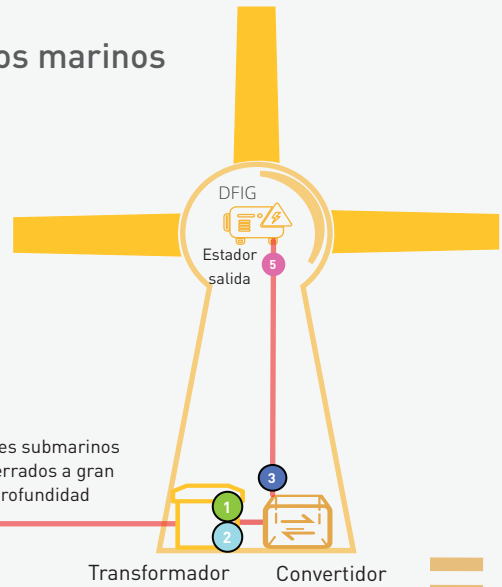 os marinos
DFIG
Estador
salida
5
3
es submarinos
errados a gran
rofundidad
1
2
Transformador
Convertidor